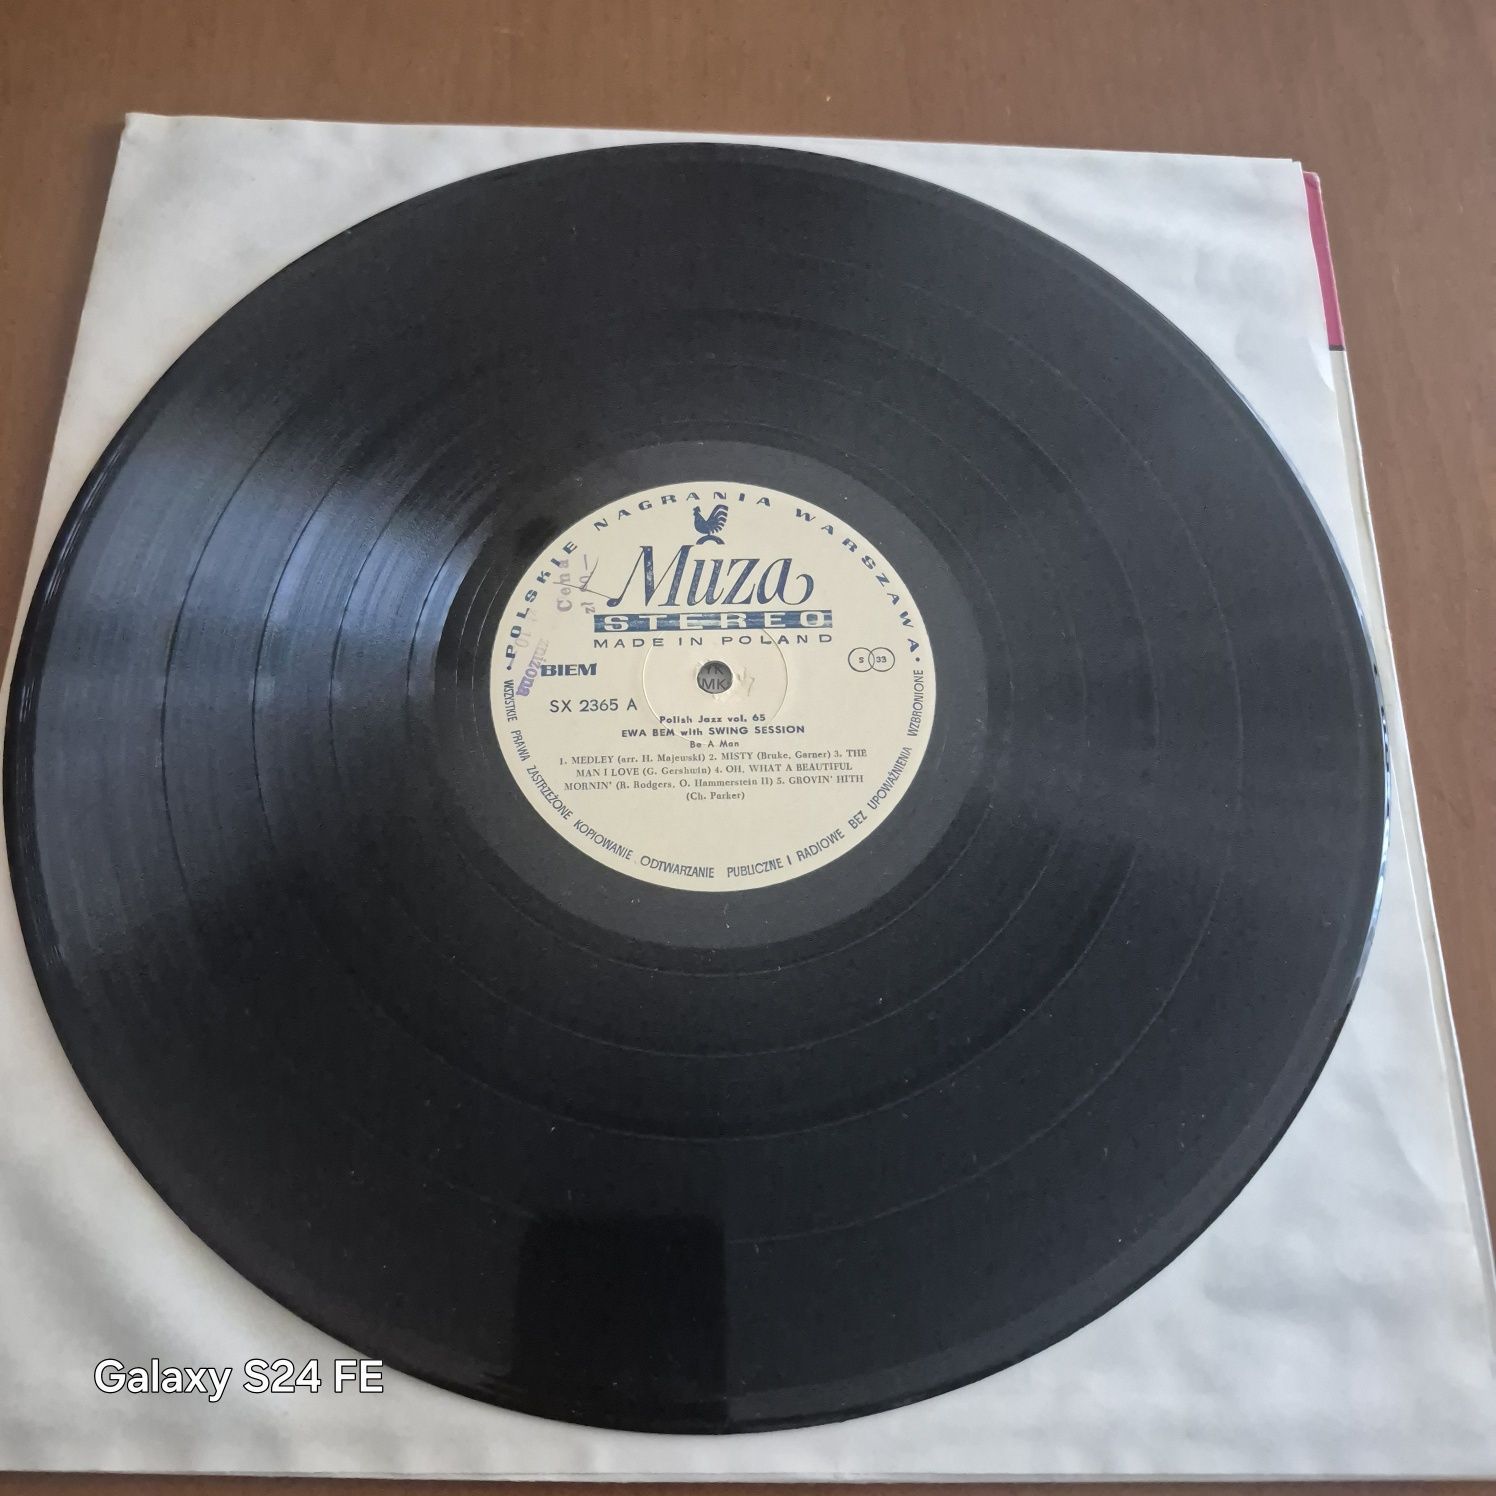 POLSKIE NAGRANIA WARSZAWA
Muza
STEREO
MADE IN POLAND
Cena
zł
BIEM
S 33
MK
SX 2365 A
Polish Jazz vol. 65
EWA BEM with SWING SESSION
Be A Man
1. MEDLEY (arr. H. Majewski) 2. MISTY (Bruke, Garner) 3. THE
MAN I LOVE (G. Gershwin) 4. OH, WHAT A BEAUTIFUL
MORNIN' (R. Rodgers, O. Hammerstein II) 5. GROVIN' HITH
(Ch. Parker)
WSZYSTKIE PRAWA ZASTRZEŻONE KOPIOWANIE, ODTWARZANIE PUBLICZNE I RADIOWE BEZ UPOWAŻNIENIA WZBRONIONE
Galaxy S24 FE